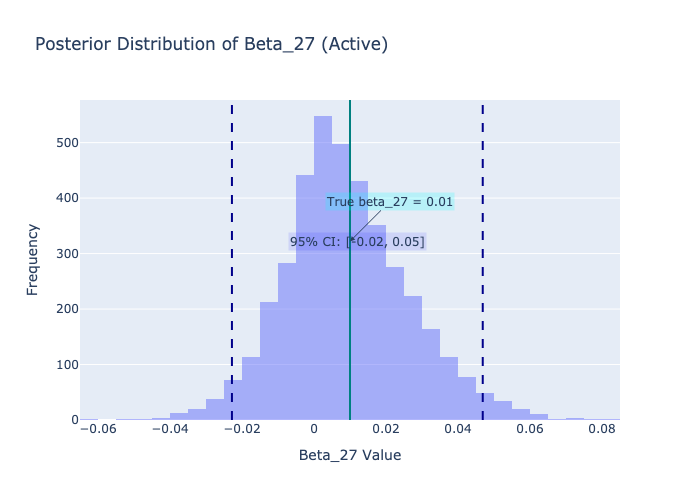 Posterior Distribution of Beta_27 (Active)
500
400
300
200
100
0
Frequency
True beta_27 = 0.01
95% CI: [-0.02, 0.05]
−0.06 −0.04 −0.02 0 0.02 0.04 0.06 0.08
Beta_27 Value